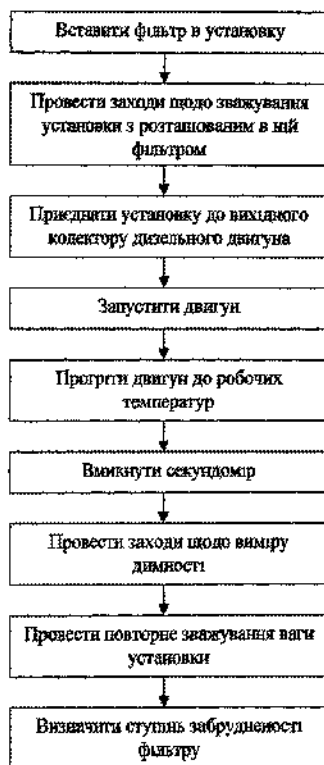 Вставити фільтр в установку
Провести заходи щодо зважування
установки з розташованим в ній
фільтром
Приєднати установку до вихідного
колектору дизельного двигуна
Запустити двигун
Прогріти двигун до робочих
температур
Вмикнути секундомір
Провести заходи щодо виміру
димності
Провести повторне зважування ваги
установки
Визначити ступінь забрудненості
фільтру